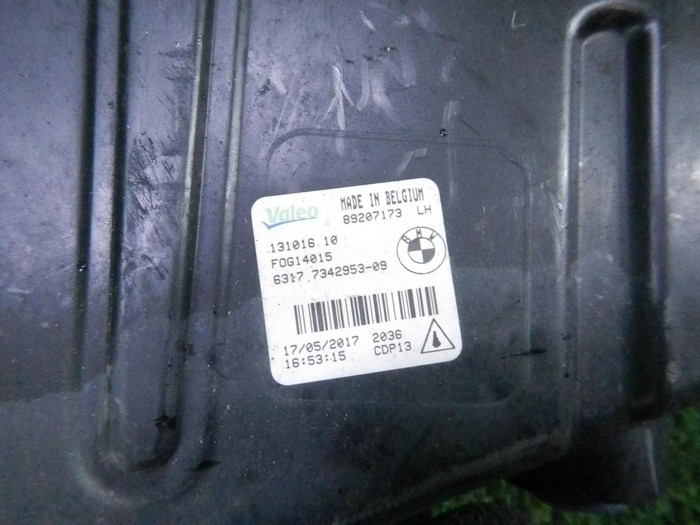 Valeo MADE IN BELGIUM
89207173 LH
131016.10
FOG14015
BMW
6317 7342953-09
17/05/2017 2036
16:53:15 CDP13